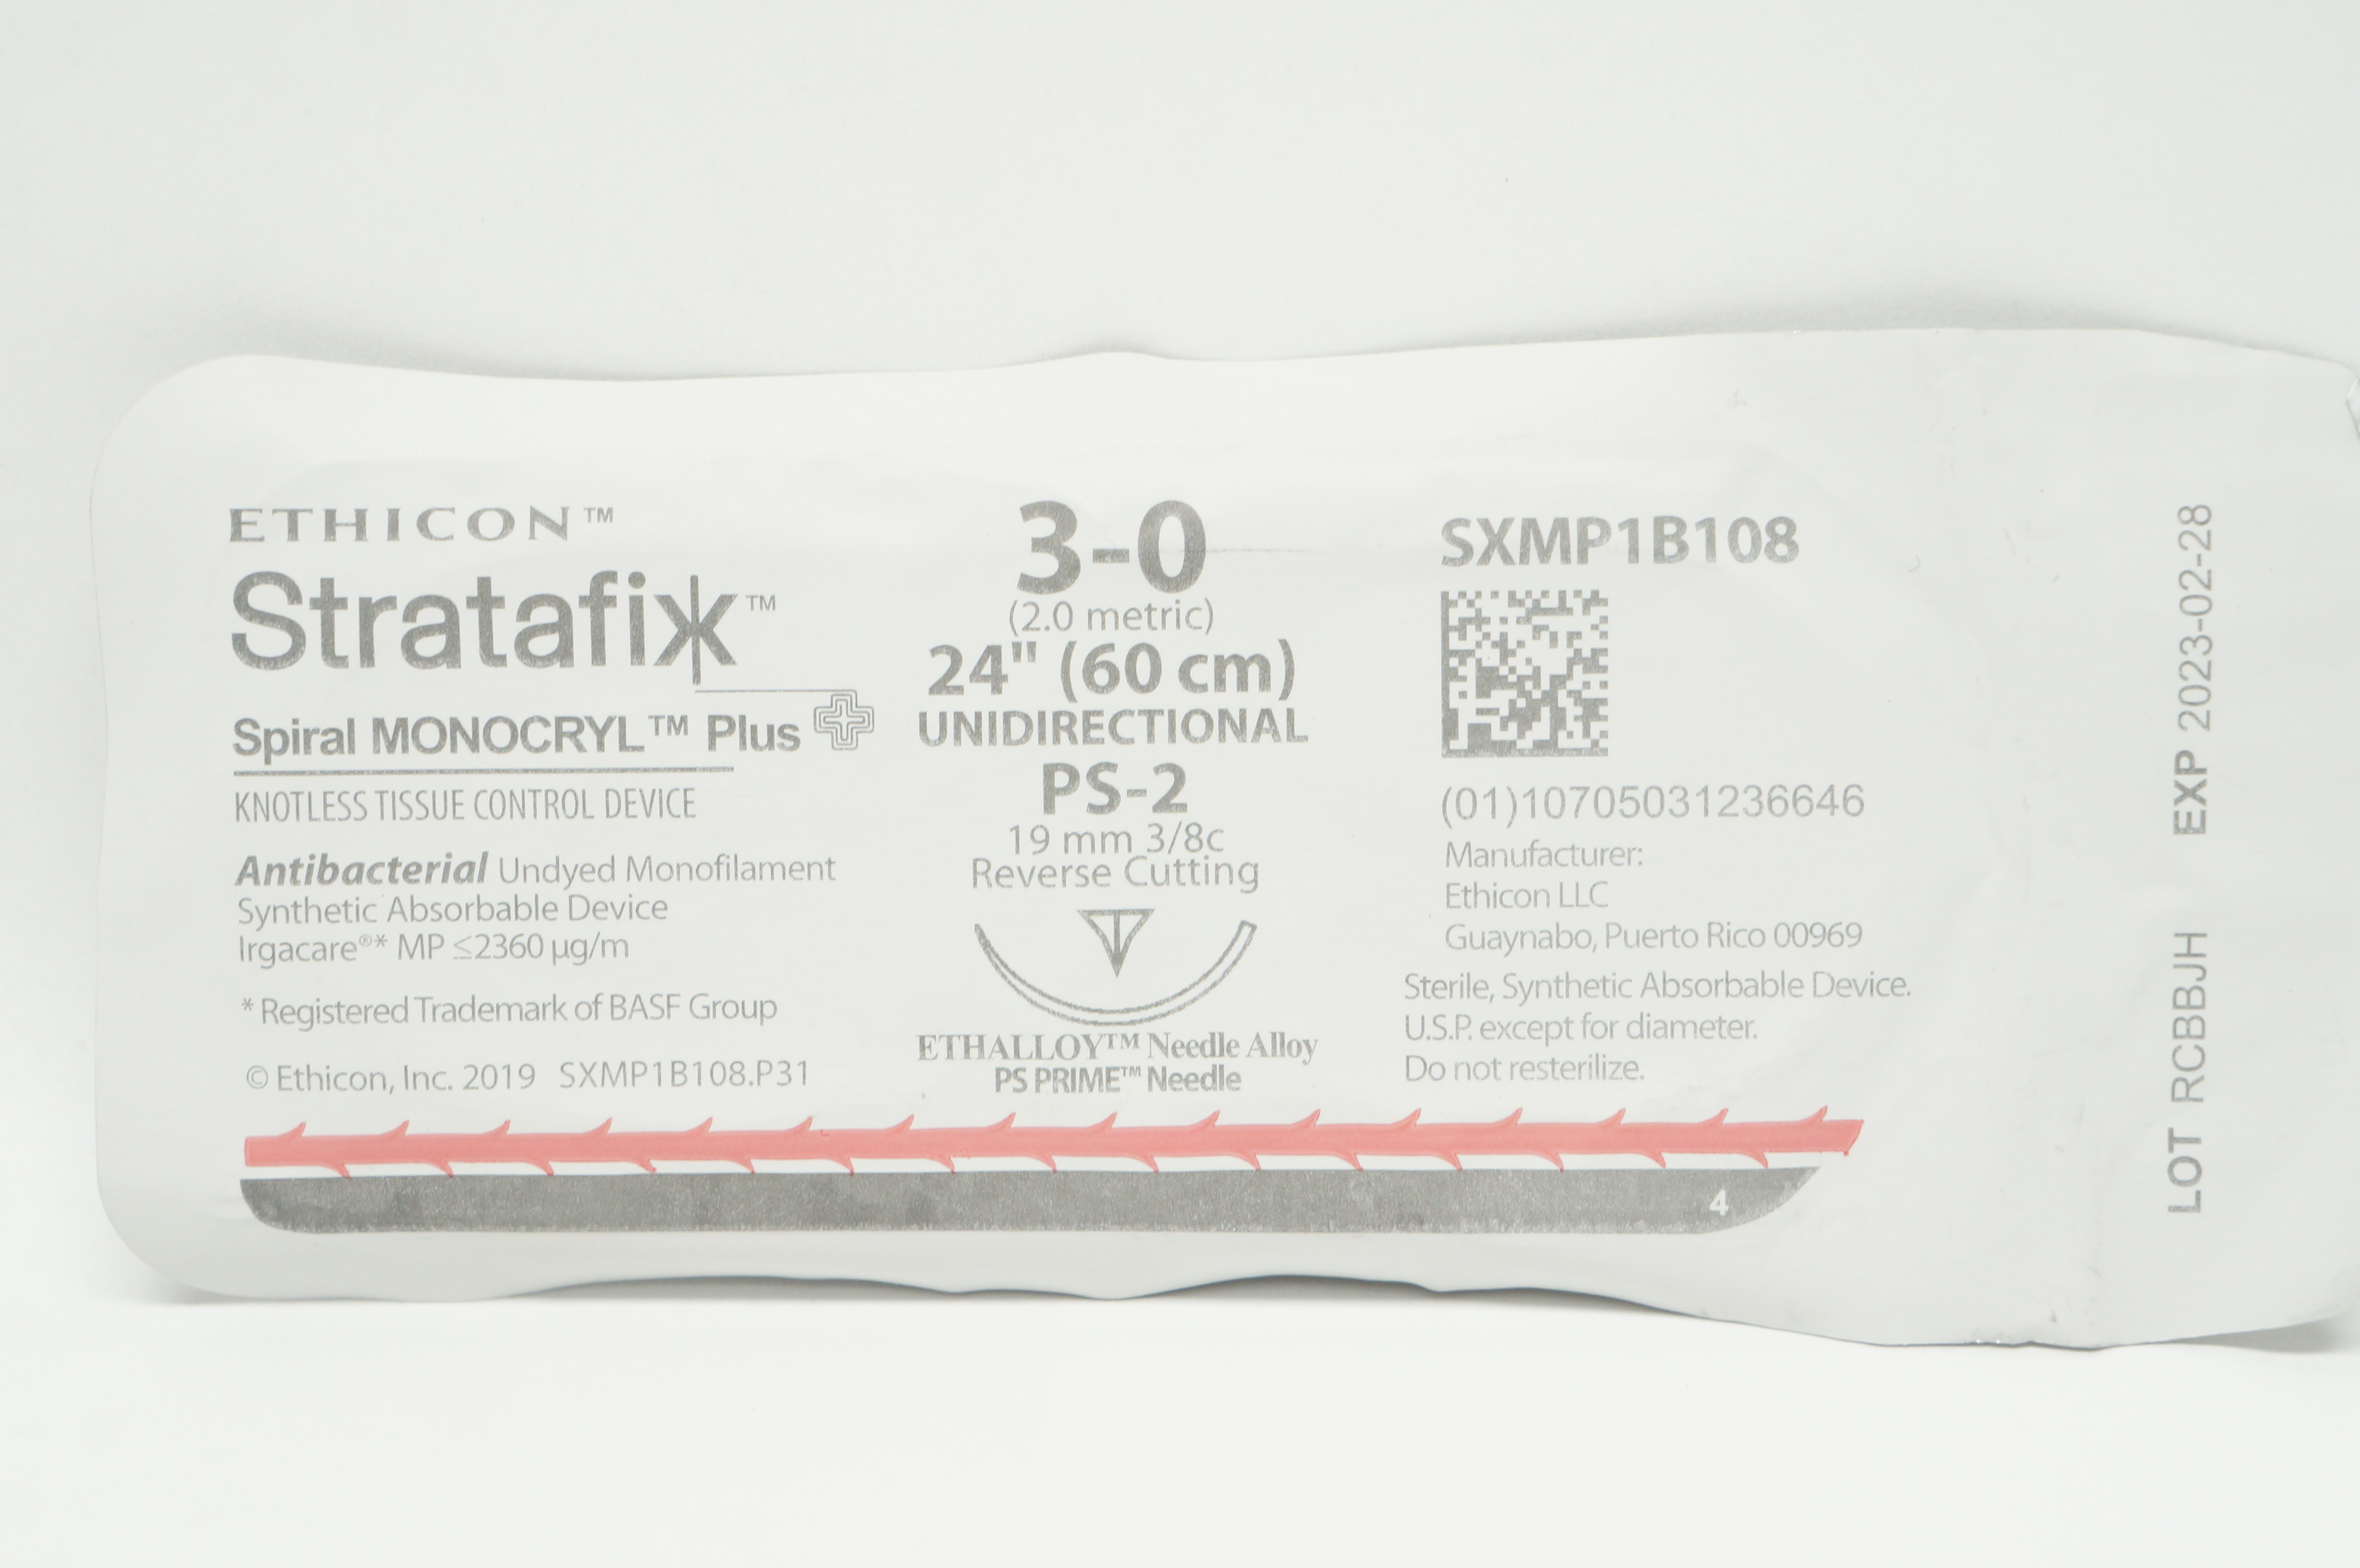 ETHICON™
Stratafix™
Spiral MONOCRYL™ Plus
KNOTLESS TISSUE CONTROL DEVICE
Antibacterial Undyed Monofilament
Synthetic Absorbable Device
Irgacare®* MP ≤2360 µg/m
* Registered Trademark of BASF Group
© Ethicon, Inc. 2019 SXMP1B108.P31
3-0
(2.0 metric)
24" (60 cm)
UNIDIRECTIONAL
PS-2
19 mm 3/8c
Reverse Cutting
ETHALLOY™ Needle Alloy
PS PRIME™ Needle
SXMP1B108
(01)10705031236646
Manufacturer:
Ethicon LLC
Guaynabo, Puerto Rico 00969
Sterile, Synthetic Absorbable Device.
U.S.P. except for diameter.
Do not resterilize.
4
LOT RCBBJH EXP 2023-02-28